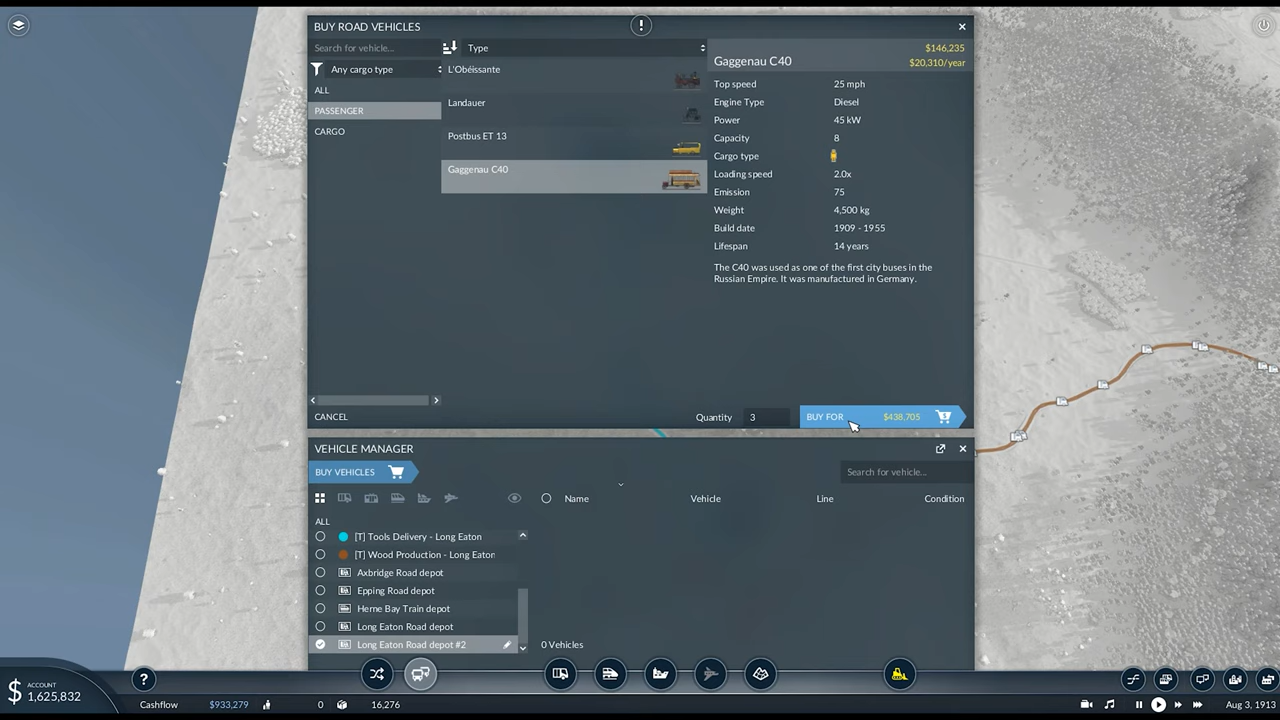 BUY ROAD VEHICLES
Search for vehicle...
Type
Any cargo type
ALL
PASSENGER
CARGO
L'Obéissante
Landauer
Postbus ET 13
Gaggenau C40
Gaggenau C40
$146,235
$20,310/year
Top speed 25 mph
Engine Type Diesel
Power 45 kW
Capacity 8
Cargo type
Loading speed 2.0x
Emission 75
Weight 4,500 kg
Build date 1909 - 1955
Lifespan 14 years
The C40 was used as one of the first city buses in the
Russian Empire. It was manufactured in Germany.
CANCEL
Quantity 3
BUY FOR $438,705
VEHICLE MANAGER
BUY VEHICLES
Search for vehicle...
Name Vehicle Line Condition
ALL
[T] Tools Delivery - Long Eaton
[T] Wood Production - Long Eaton
Axbridge Road depot
Epping Road depot
Herne Bay Train depot
Long Eaton Road depot
Long Eaton Road depot #2
0 Vehicles
$ ACCOUNT
1,625,832
?
Cashflow $933,279 0 16,276
Aug 3, 1913